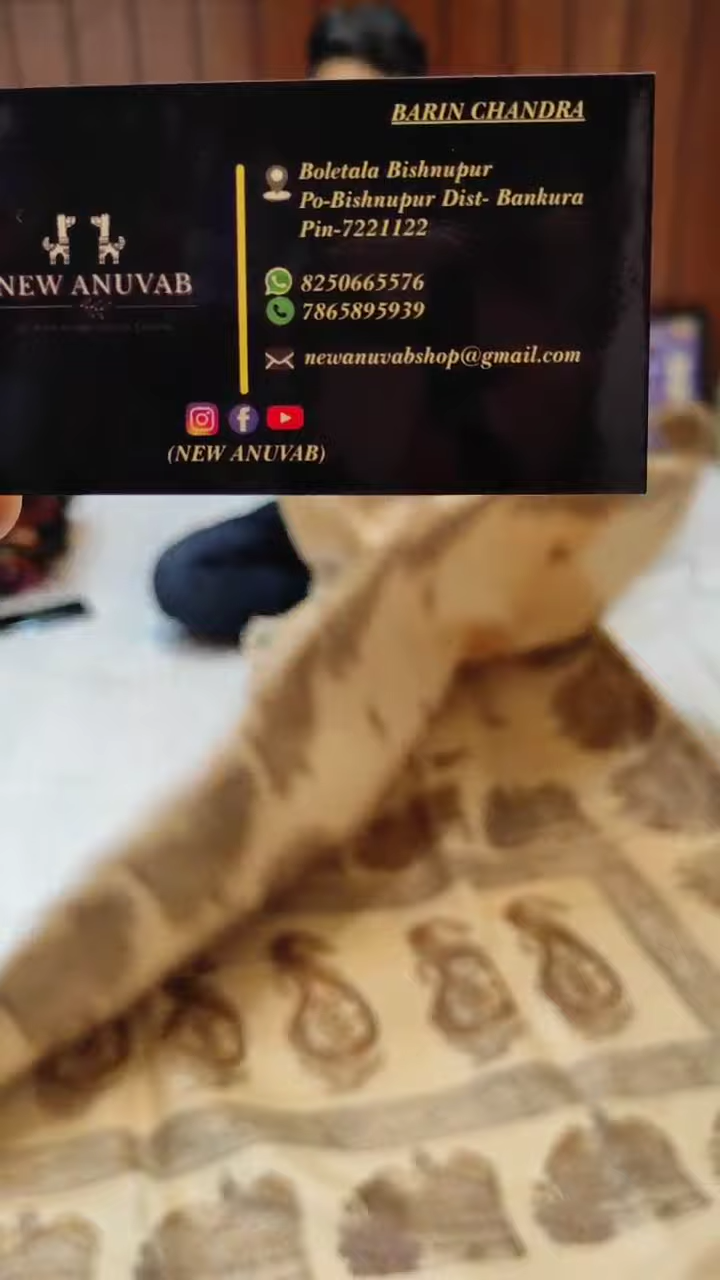 BARIN CHANDRA
Boletala Bishnupur
Po-Bishnupur Dist- Bankura
Pin-7221122
NEW ANUVAB
8250665576
7865895939
newanuvabshop@gmail.com
(NEW ANUVAB)